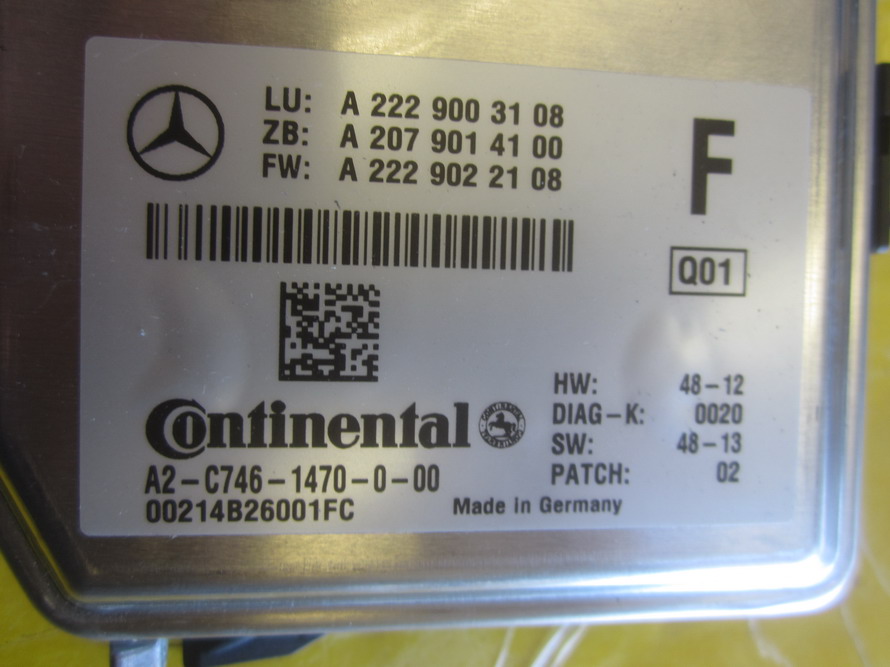 LU: A 222 900 31 08
ZB: A 207 901 41 00
FW: A 222 902 21 08
F
Q01
HW: 48-12
DIAG-K: 0020
SW: 48-13
PATCH: 02
Continental
A2-C746-1470-0-00
00214B26001FC
Made in Germany